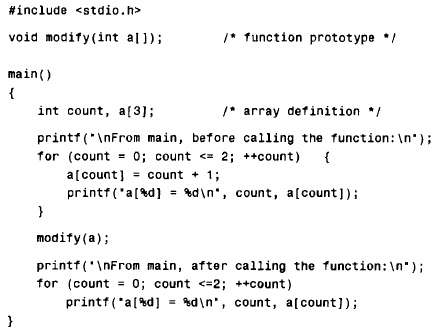 #include <stdio.h>
void modify(int a[]);        /* function prototype */
main()
{
    int count, a[3];         /* array definition */
    printf("\nFrom main, before calling the function:\n");
    for (count = 0; count <= 2; ++count)   {
        a[count] = count + 1;
        printf("a[%d] = %d\n", count, a[count]);
    }
    modify(a);
    printf("\nFrom main, after calling the function:\n");
    for (count = 0; count <=2; ++count)
        printf("a[%d] = %d\n", count, a[count]);
}